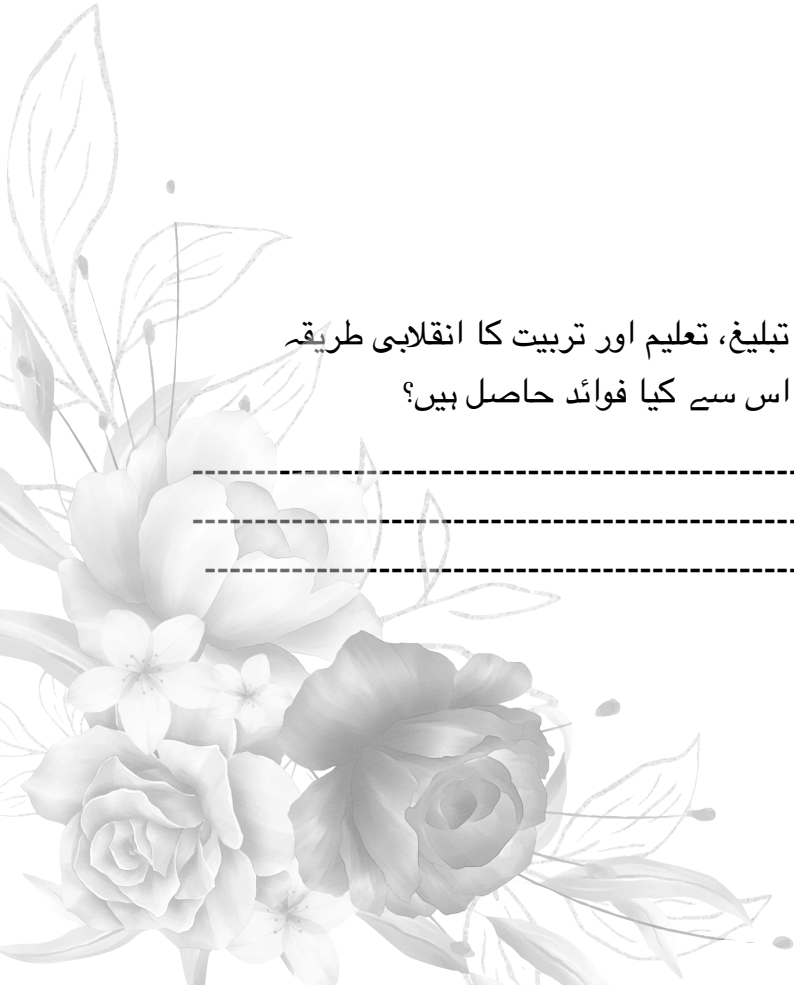 تبلیغ، تعلیم اور تربیت کا انقلابی طریقہ
اس سے کیا فوائد حاصل ہیں؟